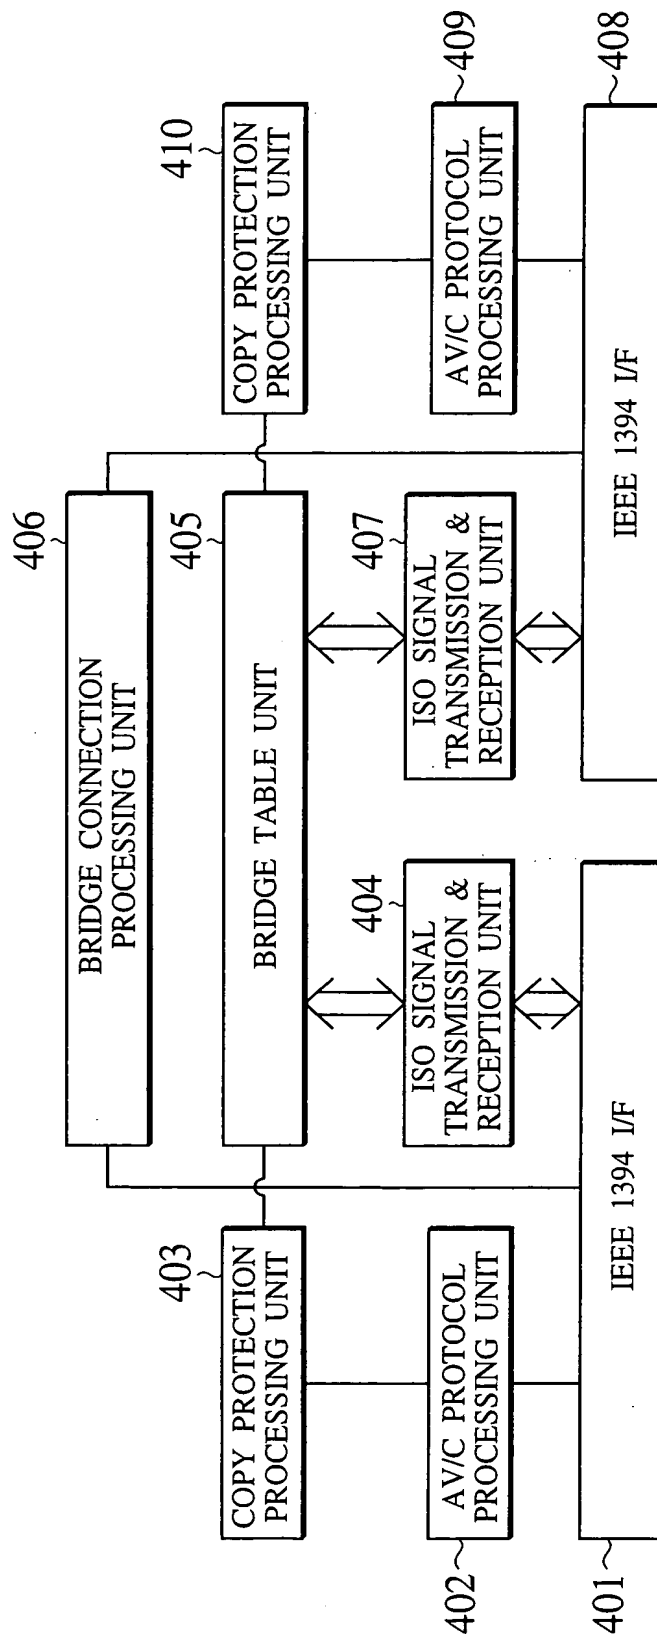 406
BRIDGE CONNECTION
PROCESSING UNIT
403
COPY PROTECTION
PROCESSING UNIT
405
BRIDGE TABLE UNIT
410
COPY PROTECTION
PROCESSING UNIT
402
AV/C PROTOCOL
PROCESSING UNIT
404
ISO SIGNAL
TRANSMISSION &
RECEPTION UNIT
407
ISO SIGNAL
TRANSMISSION &
RECEPTION UNIT
409
AV/C PROTOCOL
PROCESSING UNIT
401
IEEE 1394 I/F
IEEE 1394 I/F
408